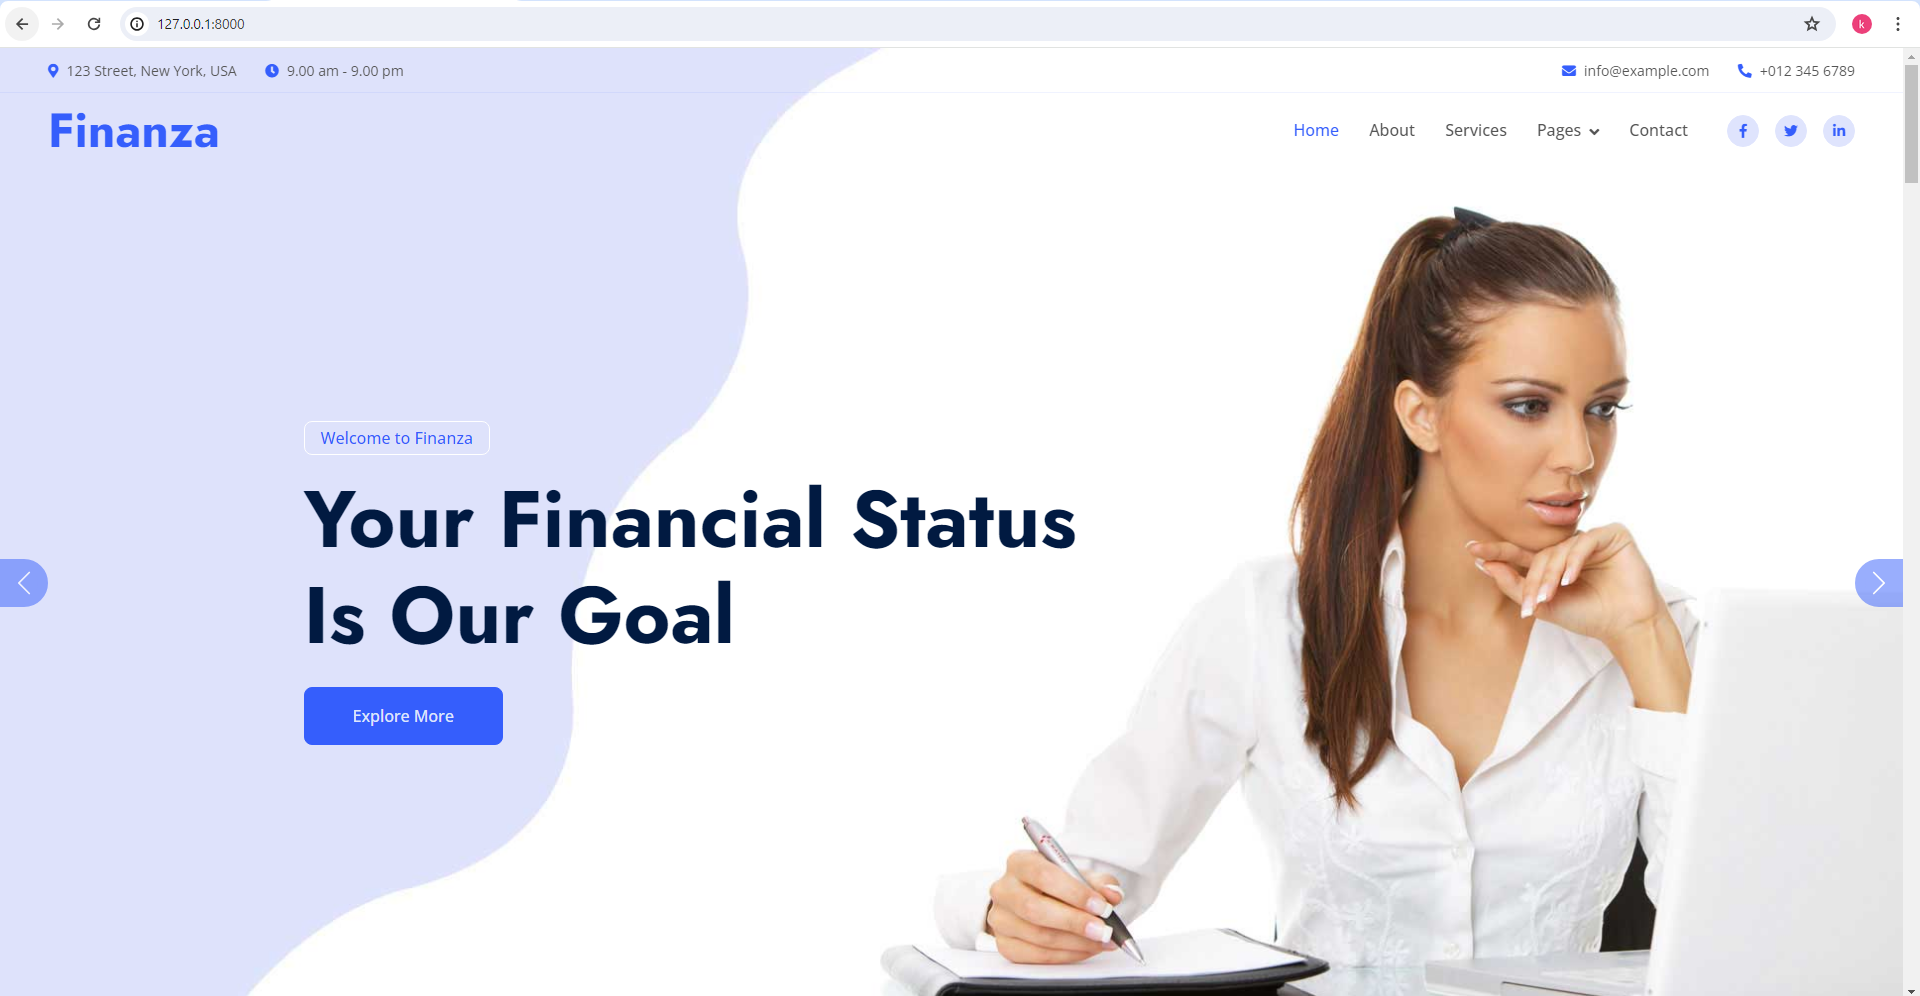 127.0.0.1:8000
k
123 Street, New York, USA
9.00 am - 9.00 pm
info@example.com
+012 345 6789
Finanza
Home
About
Services
Pages
Contact
Welcome to Finanza
Your Financial Status
Is Our Goal
Explore More